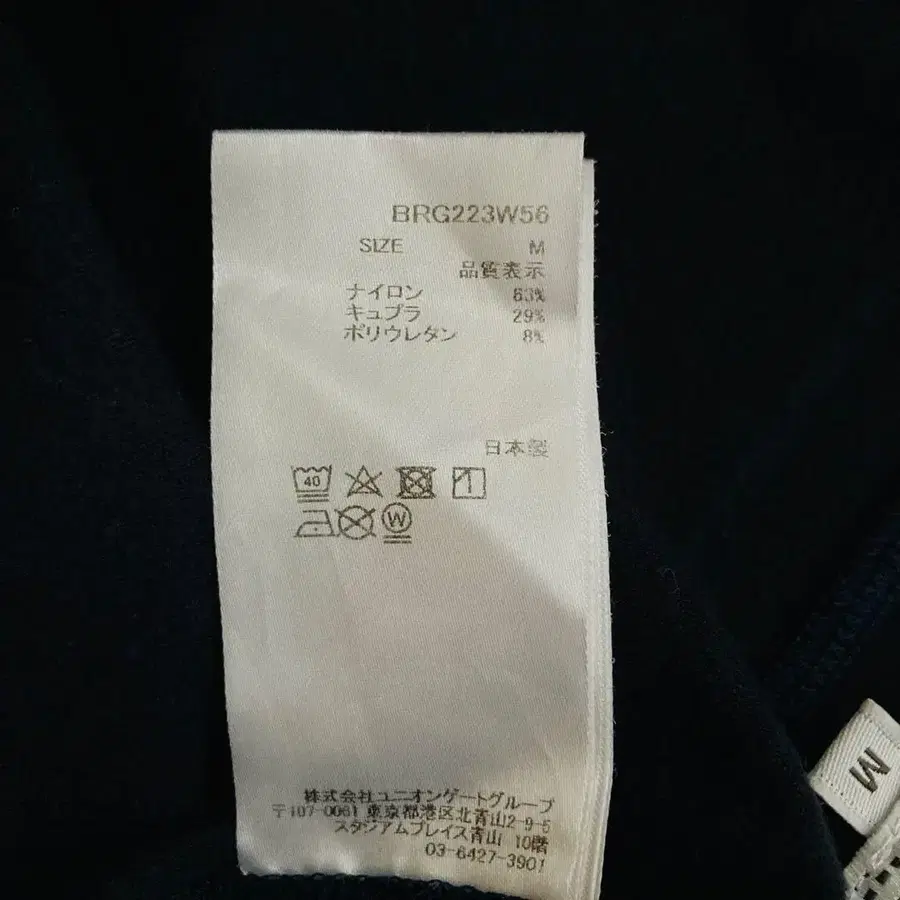 BRG223W56
SIZE M
品質表示
ナイロン 63%
キュプラ 29%
ポリウレタン 8%
日本製
40
W
株式会社ユニオンゲートグループ
〒107-0061 東京都港区北青山2-9-5
スタジアムプレイス青山 10階
03-6427-3901
M